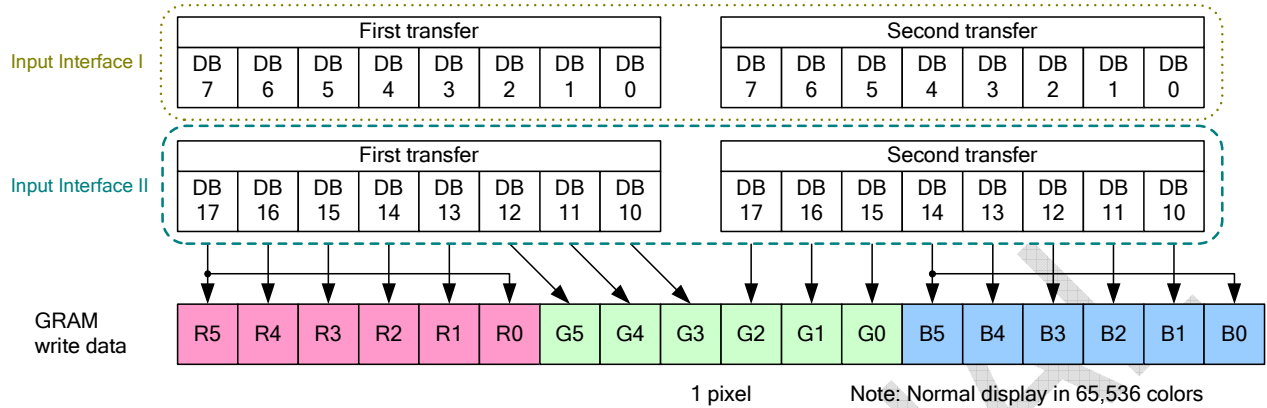 First transfer Second transfer
Input Interface I
DB 7 DB 6 DB 5 DB 4 DB 3 DB 2 DB 1 DB 0 DB 7 DB 6 DB 5 DB 4 DB 3 DB 2 DB 1 DB 0
First transfer Second transfer
Input Interface II
DB 17 DB 16 DB 15 DB 14 DB 13 DB 12 DB 11 DB 10 DB 17 DB 16 DB 15 DB 14 DB 13 DB 12 DB 11 DB 10
GRAM
write data
R5 R4 R3 R2 R1 R0 G5 G4 G3 G2 G1 G0 B5 B4 B3 B2 B1 B0
1 pixel Note: Normal display in 65,536 colors